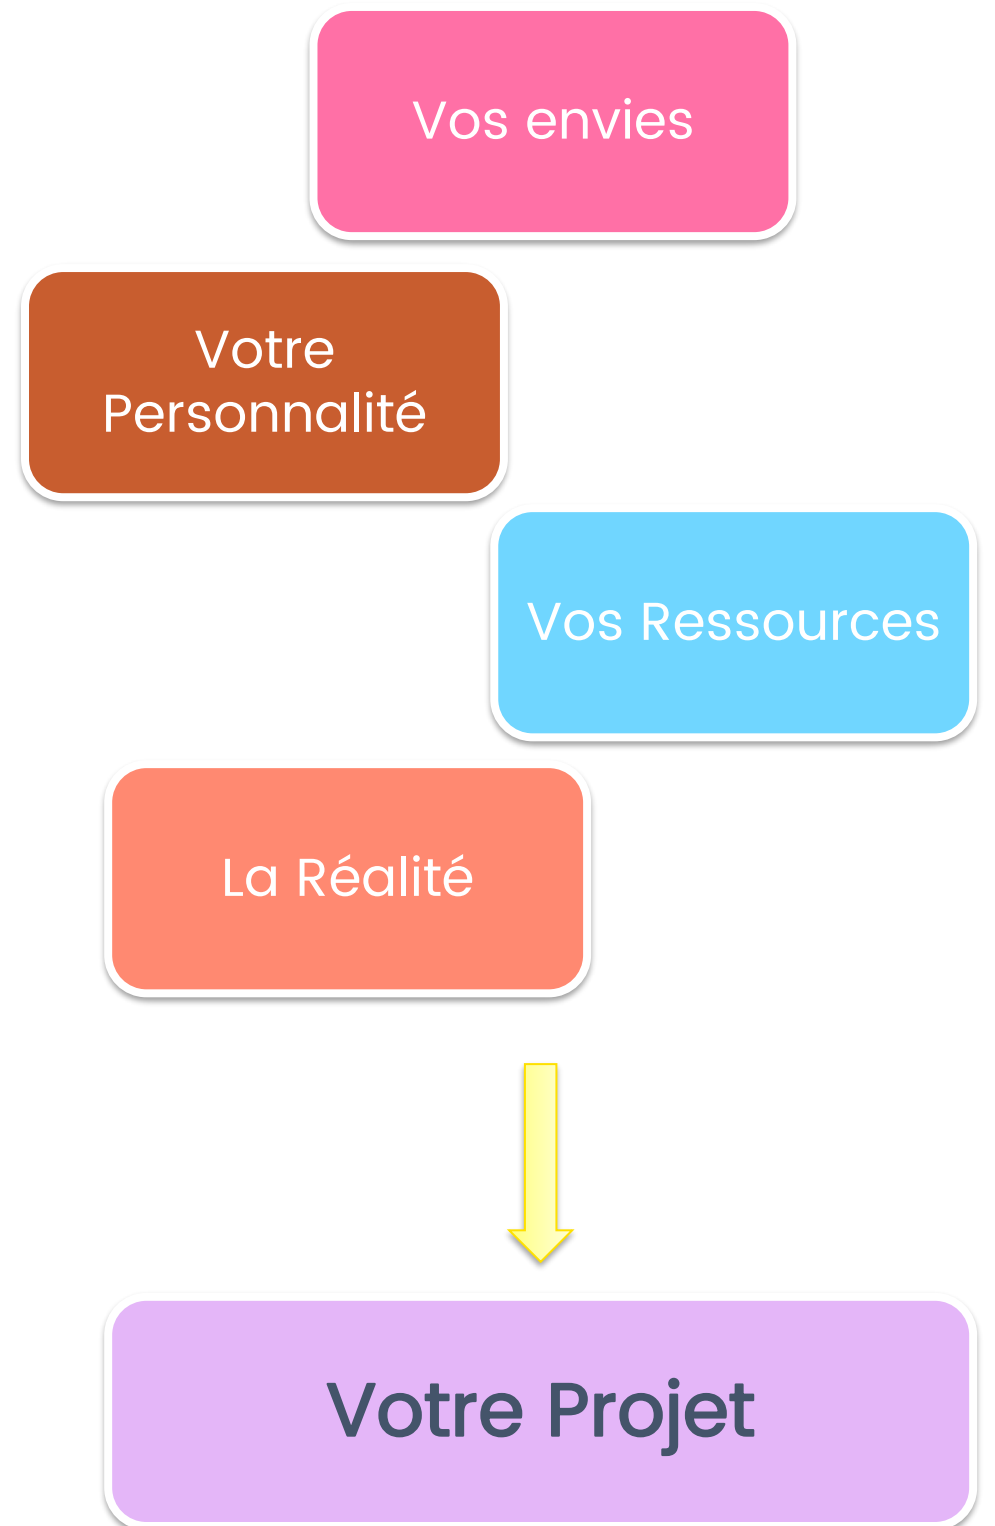 Vos envies
Votre
Personnalité
Vos Ressources
La Réalité
Votre Projet